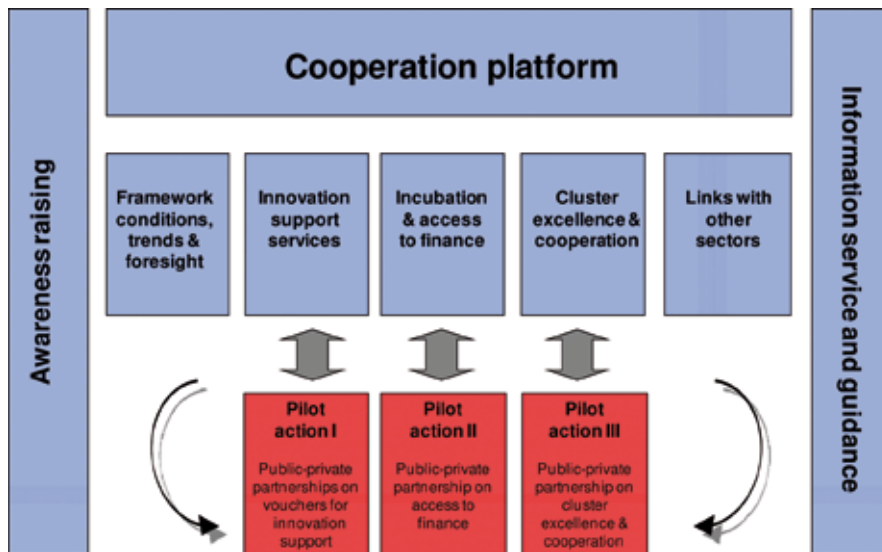 Cooperation platform
Awareness raising
Framework
conditions,
trends &
foresight
Innovation
support
services
Incubation
& access
to finance
Cluster
excellence &
cooperation
Links with
other
sectors
Information service and guidance
Pilot
action I
Public-private
partnerships on
vouchers for
innovation
support
Pilot
action II
Public-private
partnership on
access to
finance
Pilot
action III
Public-private
partnership on
cluster
excellence &
cooperation